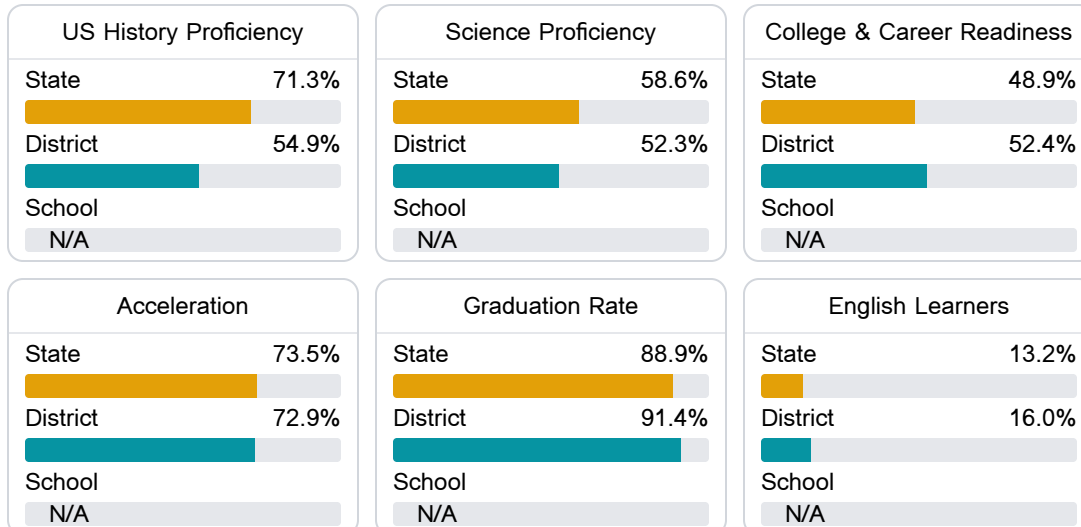 US History Proficiency
State 71.3%
District 54.9%
School
N/A
Science Proficiency
State 58.6%
District 52.3%
School
N/A
College & Career Readiness
State 48.9%
District 52.4%
School
N/A
Acceleration
State 73.5%
District 72.9%
School
N/A
Graduation Rate
State 88.9%
District 91.4%
School
N/A
English Learners
State 13.2%
District 16.0%
School
N/A